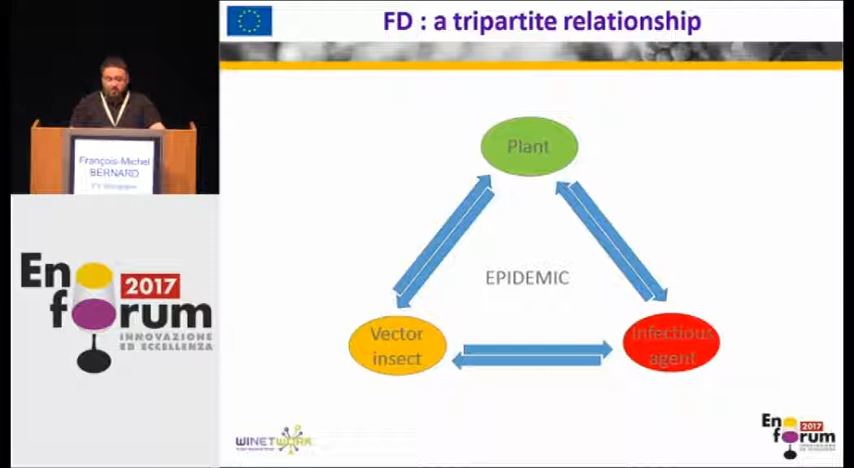 FD : a tripartite relationship
François-Michel
BERNARD
En
forum
2017
INNOVAZIONE
ED ECCELLENZA
Plant
EPIDEMIC
Vector
insect
Infectious
agent
WINETWORK
En
forum
2017